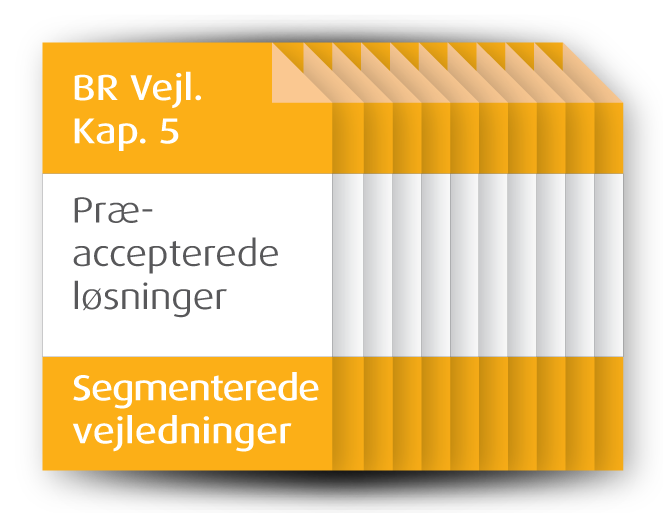 BR Vejl.
Kap. 5
Præ-
accepterede
løsninger
Segmenterede
vejledninger